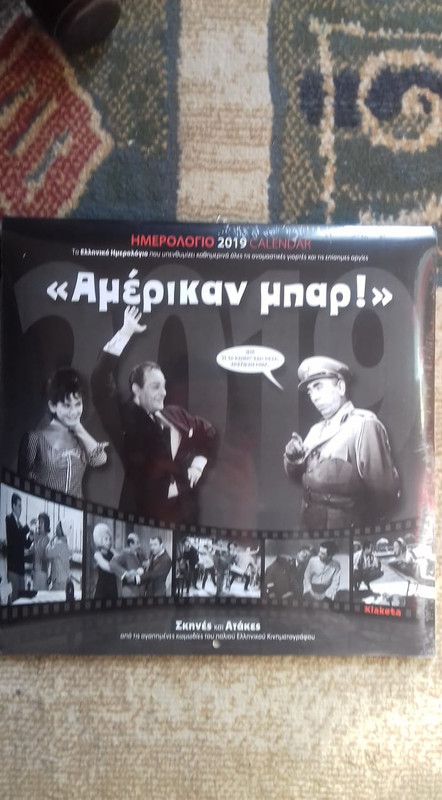 ΗΜΕΡΟΛΟΓΙΟ 2019 CALENDAR
Το Ελληνικό Ημερολόγιο που υπενθυμίζει καθημερινά όλες τις ονομαστικές γιορτές και τις επίσημες αργίες
2019
«Αμέρικαν μπαρ!»
Klaketa
Σκηνές και Ατάκες
από τις αγαπημένες κωμωδίες του παλιού Ελληνικού Κινηματογράφου